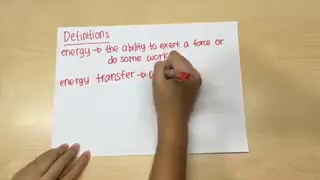 Definitions
energy → the ability to exert a force or
do some work
energy transfer →